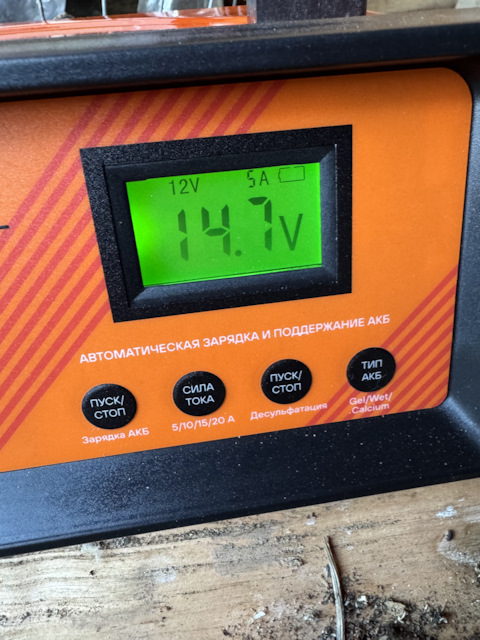 12V 5A
14.7V
АВТОМАТИЧЕСКАЯ ЗАРЯДКА И ПОДДЕРЖАНИЕ АКБ
ПУСК/
СТОП
Зарядка АКБ
СИЛА
ТОКА
5/10/15/20 А
ПУСК/
СТОП
Десульфатация
ТИП
АКБ
Gel/Wet/
Calcium